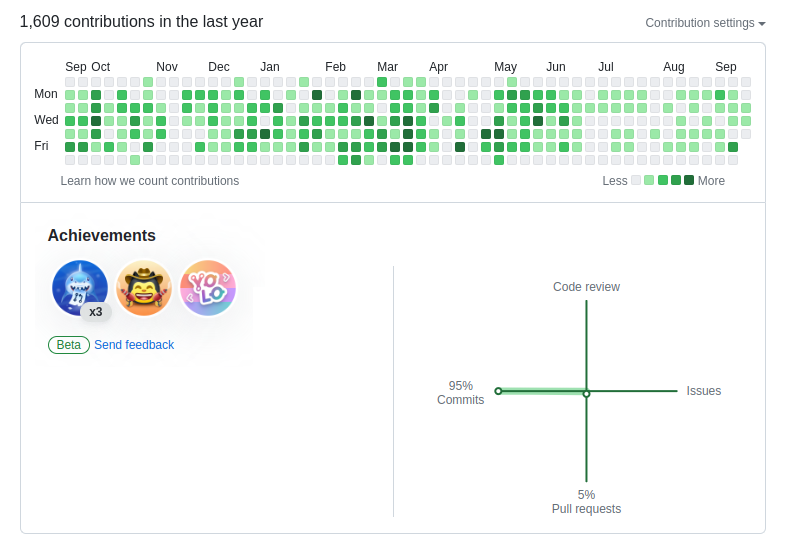 1,609 contributions in the last year
Contribution settings
Sep Oct Nov Dec Jan Feb Mar Apr May Jun Jul Aug Sep
Mon
Wed
Fri
Learn how we count contributions
Less More
Achievements
x3
YOLO
Beta Send feedback
Code review
95%
Commits
Issues
5%
Pull requests